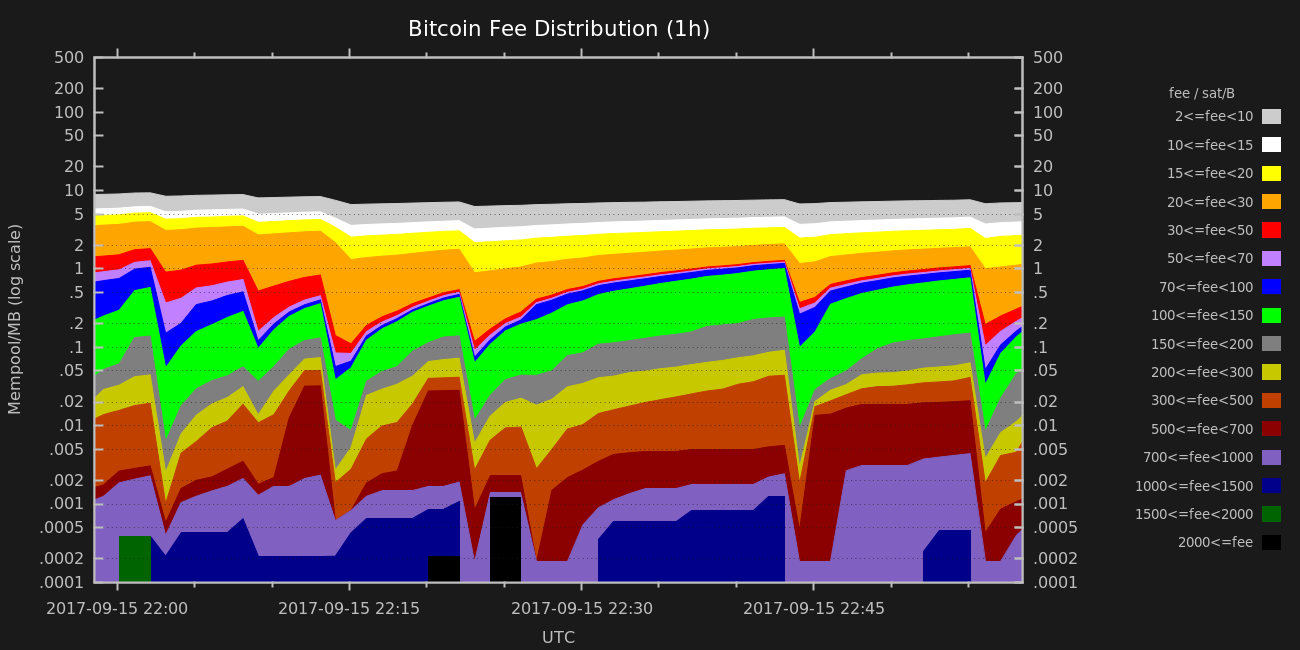 Bitcoin Fee Distribution (1h)
500 500
200 200
100 100
50 50
20 20
10 10
5 5
2 2
1 1
.5 .5
.2 .2
.1 .1
.05 .05
.02 .02
.01 .01
.005 .005
.002 .002
.001 .001
.0005 .0005
.0002 .0002
.0001 .0001
Mempool/MB (log scale)
2017-09-15 22:00 2017-09-15 22:15 2017-09-15 22:30 2017-09-15 22:45
UTC
fee / sat/B
2<=fee<10
10<=fee<15
15<=fee<20
20<=fee<30
30<=fee<50
50<=fee<70
70<=fee<100
100<=fee<150
150<=fee<200
200<=fee<300
300<=fee<500
500<=fee<700
700<=fee<1000
1000<=fee<1500
1500<=fee<2000
2000<=fee